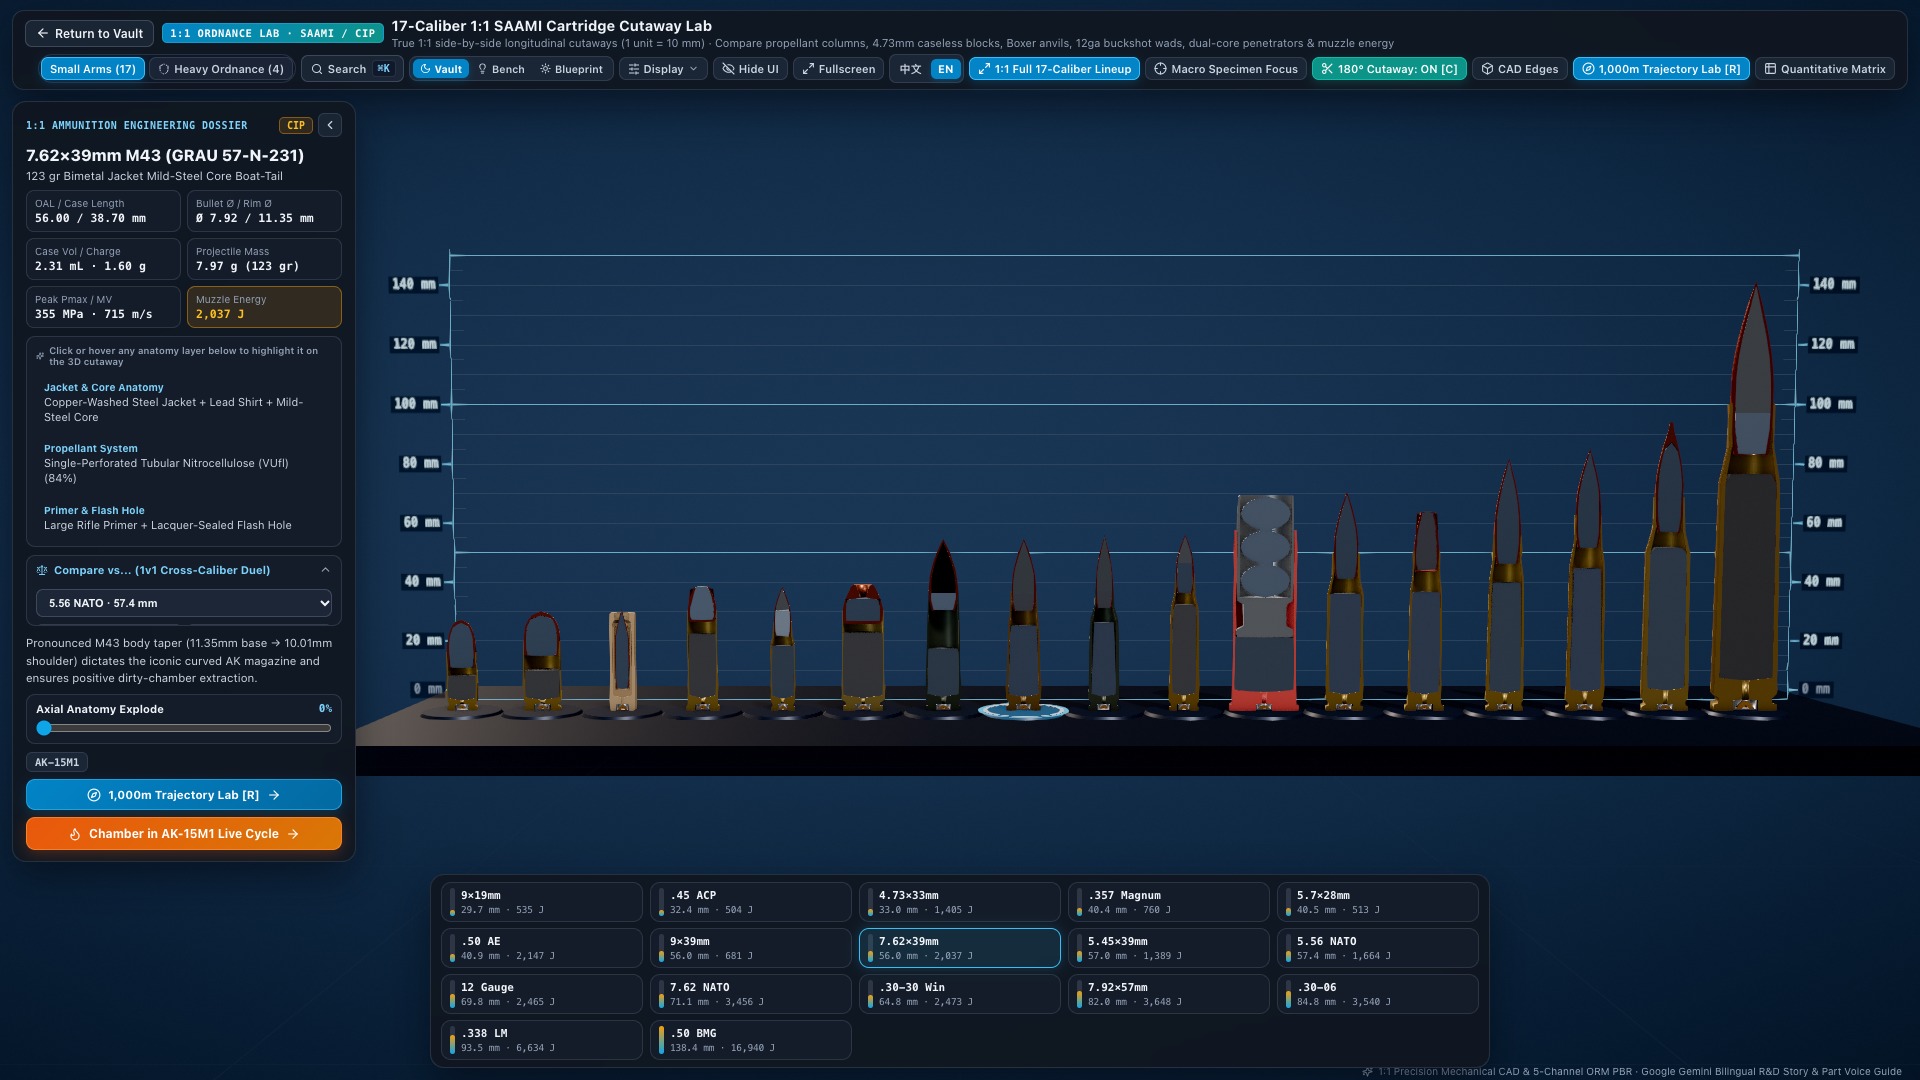 Return to Vault
1:1 ORDNANCE LAB · SAAMI / CIP
17-Caliber 1:1 SAAMI Cartridge Cutaway Lab
True 1:1 side-by-side longitudinal cutaways (1 unit = 10 mm) · Compare propellant columns, 4.73mm caseless blocks, Boxer anvils, 12ga buckshot wads, dual-core penetrators & muzzle energy
Small Arms (17)
Heavy Ordnance (4)
Search ⌘K
Vault
Bench
Blueprint
Display
Hide UI
Fullscreen
中文
EN
1:1 Full 17-Caliber Lineup
Macro Specimen Focus
180° Cutaway: ON [C]
CAD Edges
1,000m Trajectory Lab [R]
Quantitative Matrix
1:1 AMMUNITION ENGINEERING DOSSIER
CIP
7.62×39mm M43 (GRAU 57-N-231)
123 gr Bimetal Jacket Mild-Steel Core Boat-Tail
OAL / Case Length
56.00 / 38.70 mm
Bullet Ø / Rim Ø
Ø 7.92 / 11.35 mm
Case Vol / Charge
2.31 mL · 1.60 g
Projectile Mass
7.97 g (123 gr)
Peak Pmax / MV
355 MPa · 715 m/s
Muzzle Energy
2,037 J
Click or hover any anatomy layer below to highlight it on
the 3D cutaway
Jacket & Core Anatomy
Copper-Washed Steel Jacket + Lead Shirt + Mild-
Steel Core
Propellant System
Single-Perforated Tubular Nitrocellulose (VUfl)
(84%)
Primer & Flash Hole
Large Rifle Primer + Lacquer-Sealed Flash Hole
Compare vs... (1v1 Cross-Caliber Duel)
5.56 NATO · 57.4 mm
Pronounced M43 body taper (11.35mm base → 10.01mm
shoulder) dictates the iconic curved AK magazine and
ensures positive dirty-chamber extraction.
Axial Anatomy Explode 0%
AK-15M1
1,000m Trajectory Lab [R] →
Chamber in AK-15M1 Live Cycle →
140 mm
120 mm
100 mm
80 mm
60 mm
40 mm
20 mm
0 mm
140 mm
120 mm
100 mm
80 mm
60 mm
40 mm
20 mm
0 mm
9×19mm
29.7 mm · 535 J
.45 ACP
32.4 mm · 504 J
4.73×33mm
33.0 mm · 1,405 J
.357 Magnum
40.4 mm · 760 J
5.7×28mm
40.5 mm · 513 J
.50 AE
40.9 mm · 2,147 J
9×39mm
56.0 mm · 681 J
7.62×39mm
56.0 mm · 2,037 J
5.45×39mm
57.0 mm · 1,389 J
5.56 NATO
57.4 mm · 1,664 J
12 Gauge
69.8 mm · 2,465 J
7.62 NATO
71.1 mm · 3,456 J
.30-30 Win
64.8 mm · 2,473 J
7.92×57mm
82.0 mm · 3,648 J
.30-06
84.8 mm · 3,540 J
.338 LM
93.5 mm · 6,634 J
.50 BMG
138.4 mm · 16,940 J
1:1 Precision Mechanical CAD & 5-Channel ORM PBR · Google Gemini Bilingual R&D Story & Part Voice Guide